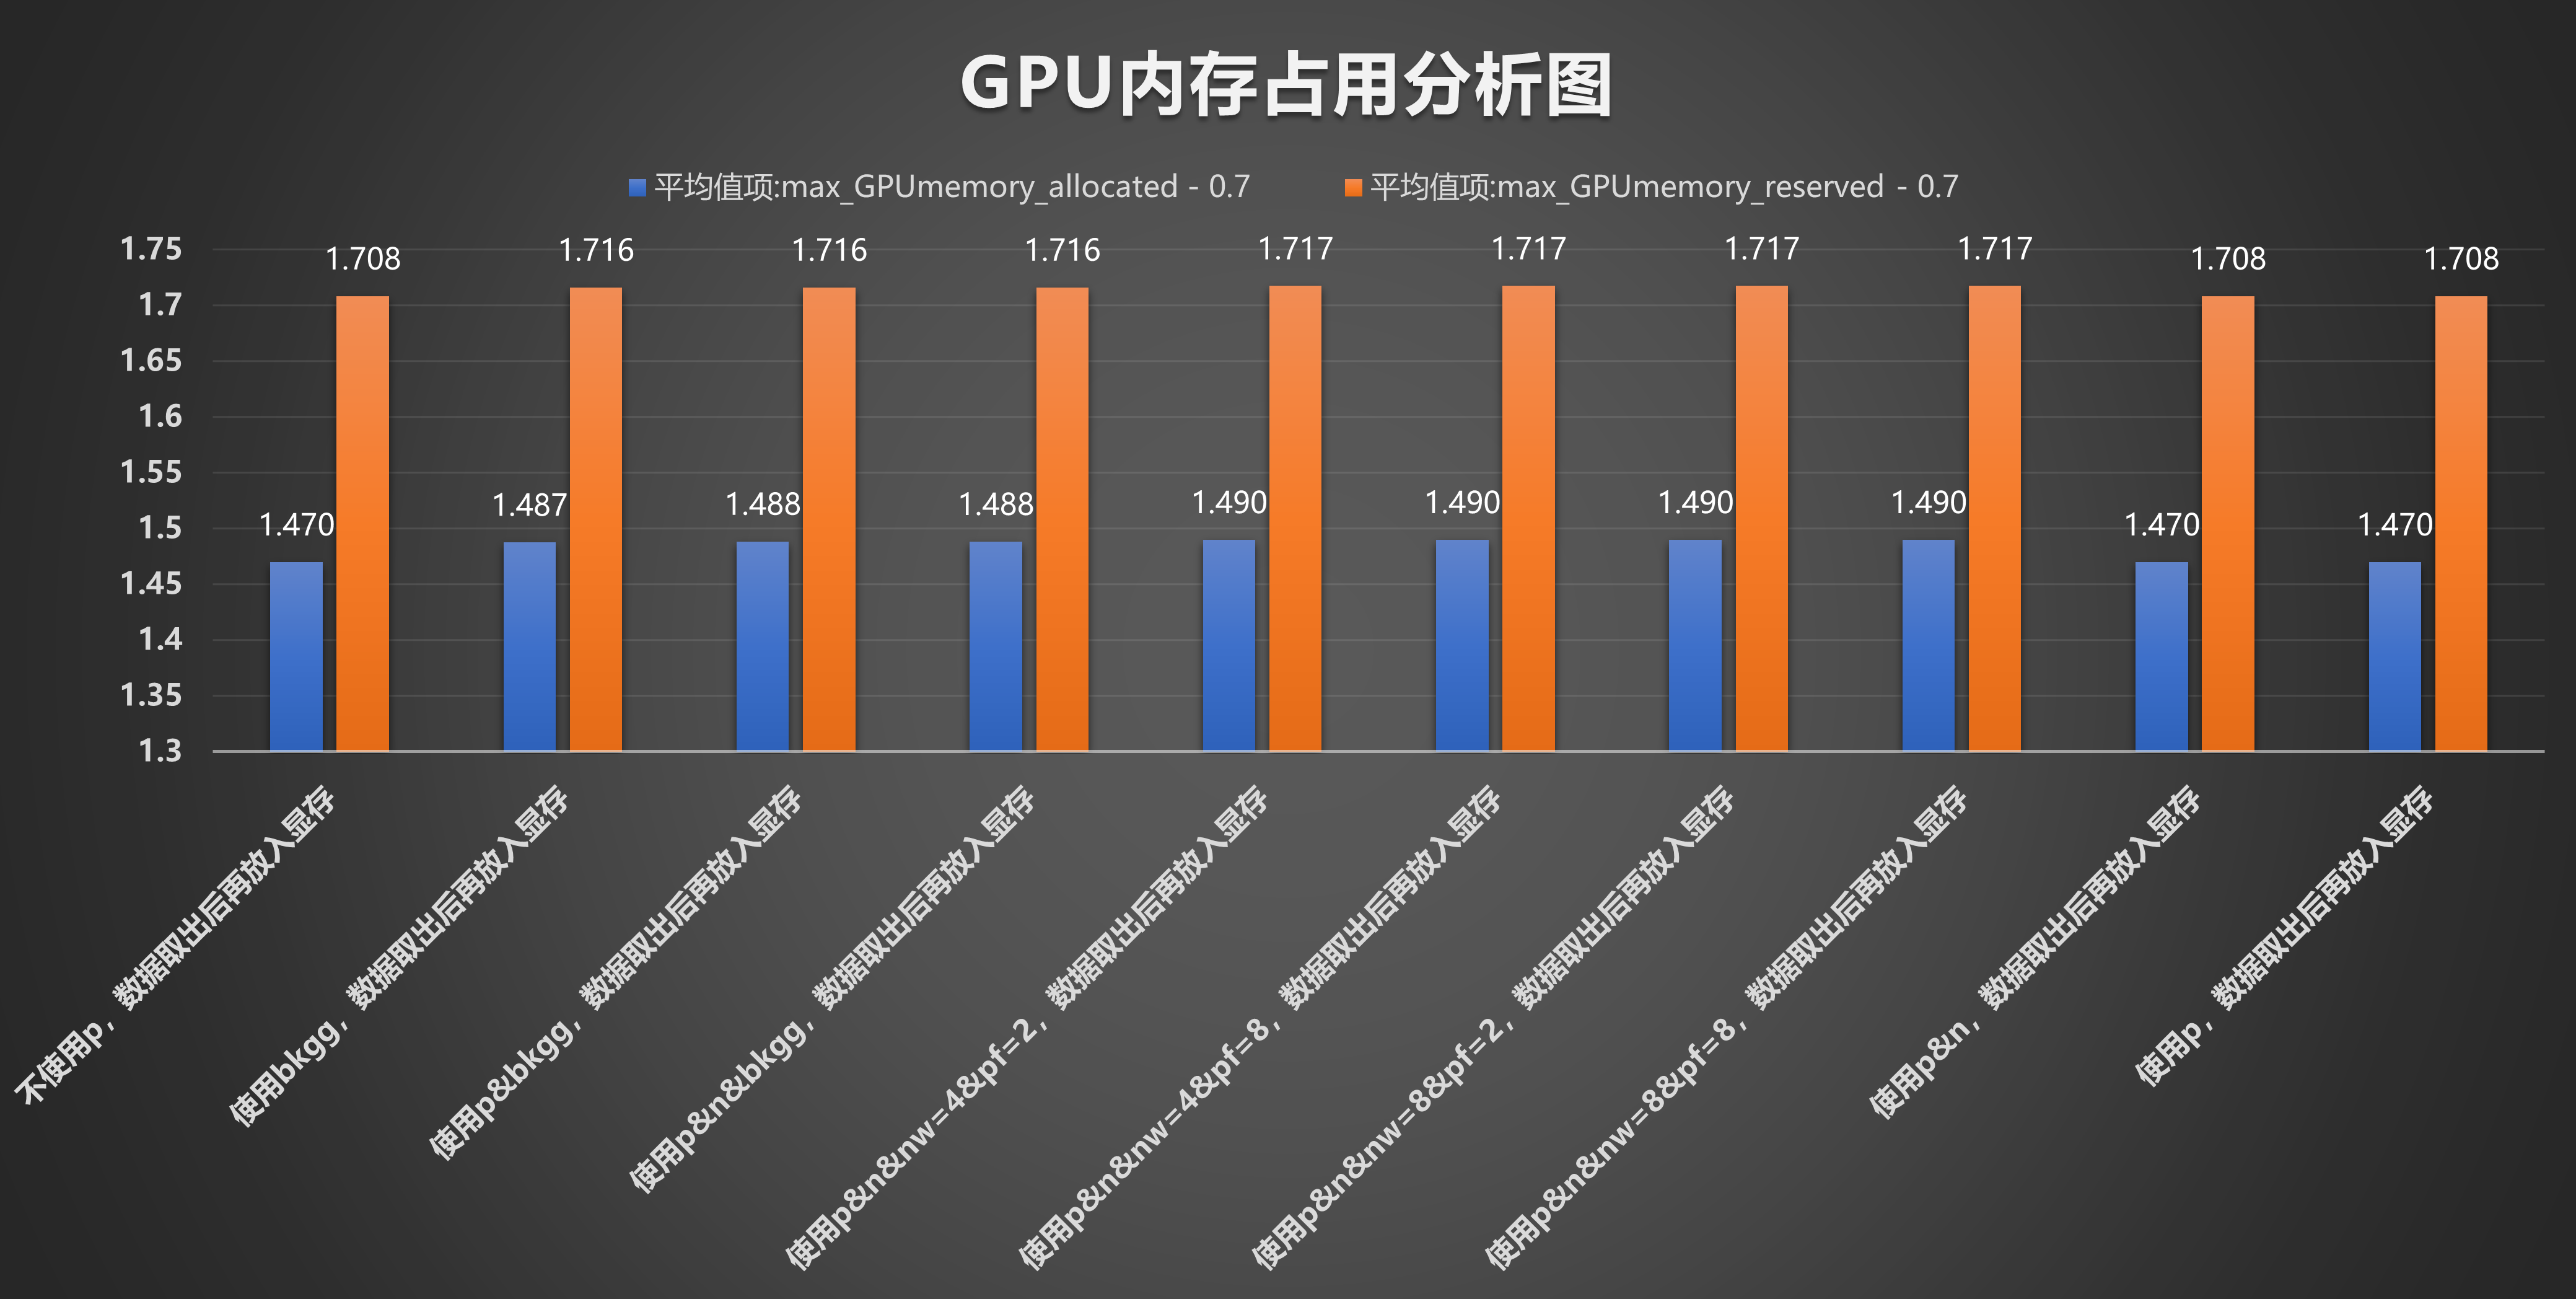 GPU内存占用分析图
平均值项:max_GPUmemory_allocated - 0.7
平均值项:max_GPUmemory_reserved - 0.7
1.75
1.7
1.65
1.6
1.55
1.5
1.45
1.4
1.35
1.3
1.470
1.708
1.487
1.716
1.488
1.716
1.488
1.716
1.490
1.717
1.490
1.717
1.490
1.717
1.490
1.717
1.470
1.708
1.470
1.708
不使用p，数据取出后再放入显存
使用bkgg，数据取出后再放入显存
使用p&bkgg，数据取出后再放入显存
使用p&n&bkgg，数据取出后再放入显存
使用p&n&nw=4&pf=2，数据取出后再放入显存
使用p&n&nw=4&pf=8，数据取出后再放入显存
使用p&n&nw=8&pf=2，数据取出后再放入显存
使用p&n&nw=8&pf=8，数据取出后再放入显存
使用p&n，数据取出后再放入显存
使用p，数据取出后再放入显存